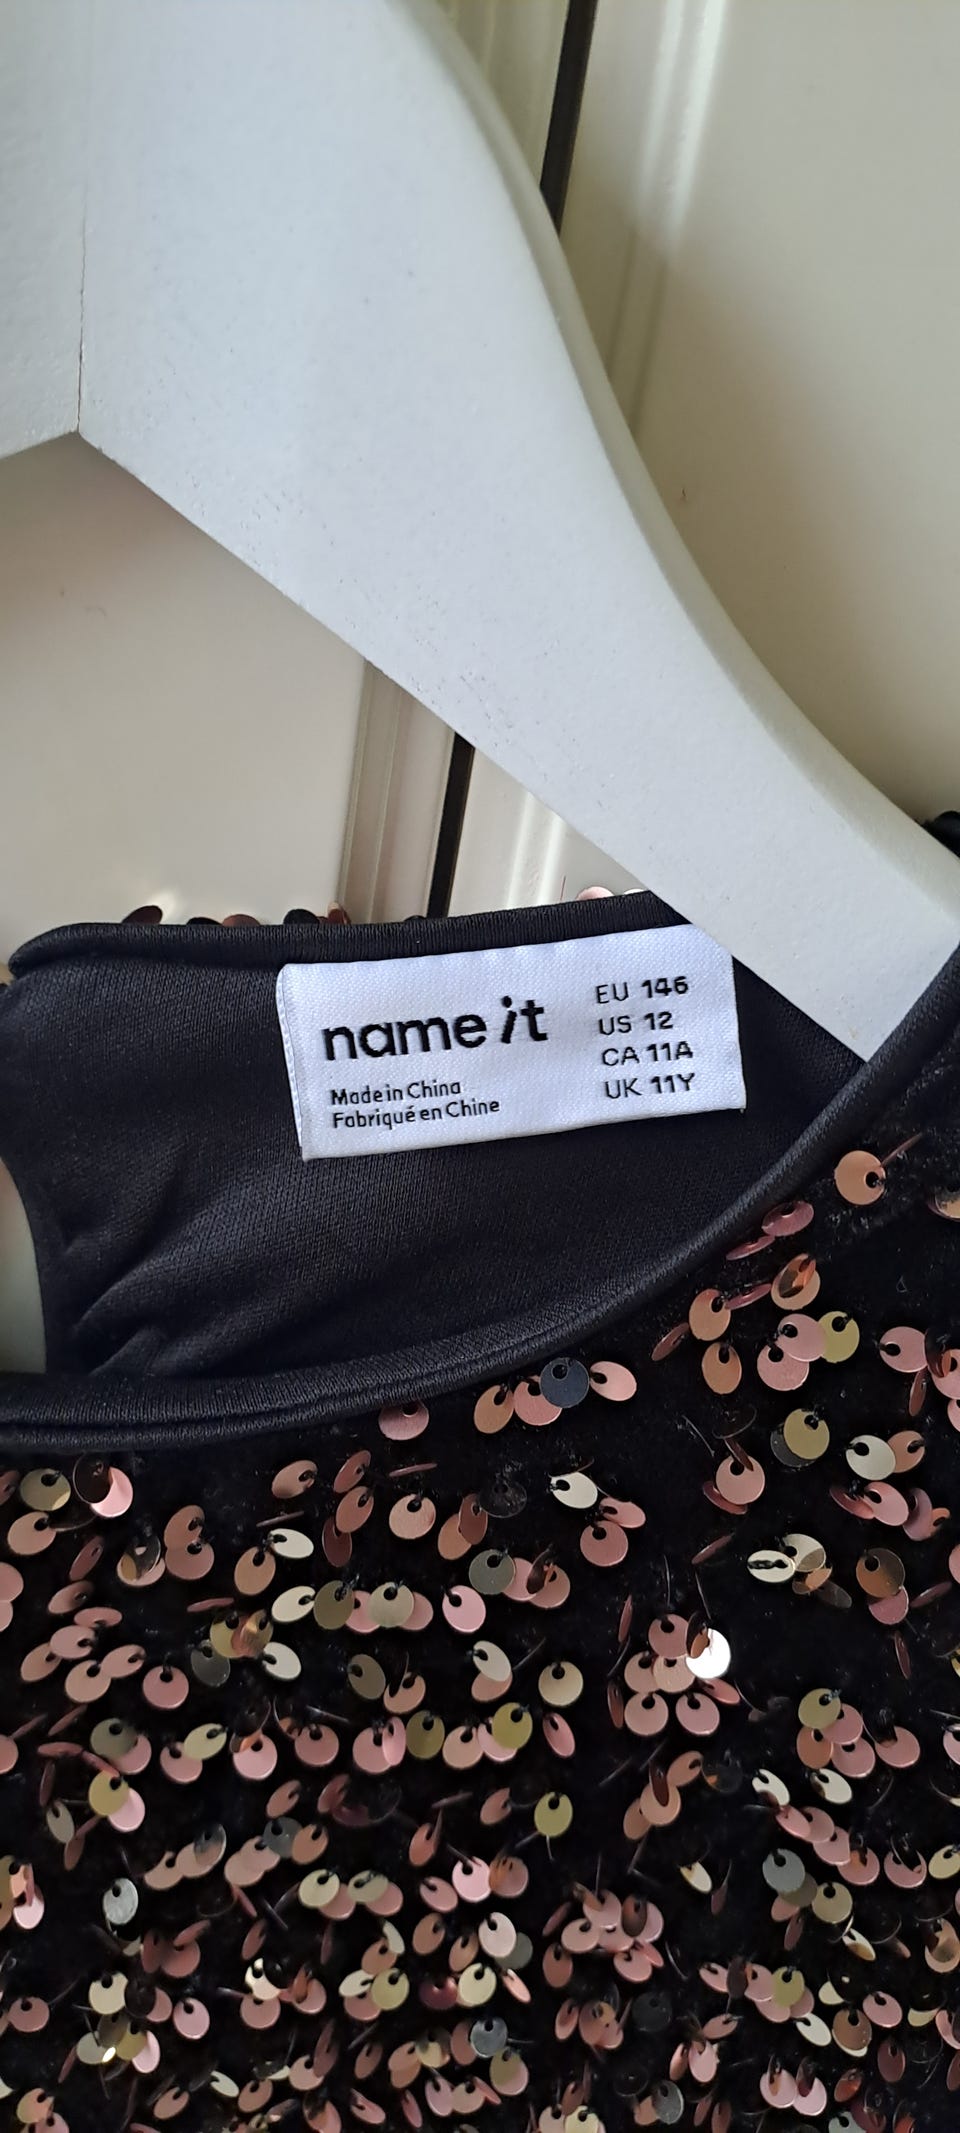 name it
Made in China
Fabriqué en Chine
EU 146
US 12
CA 11A
UK 11Y